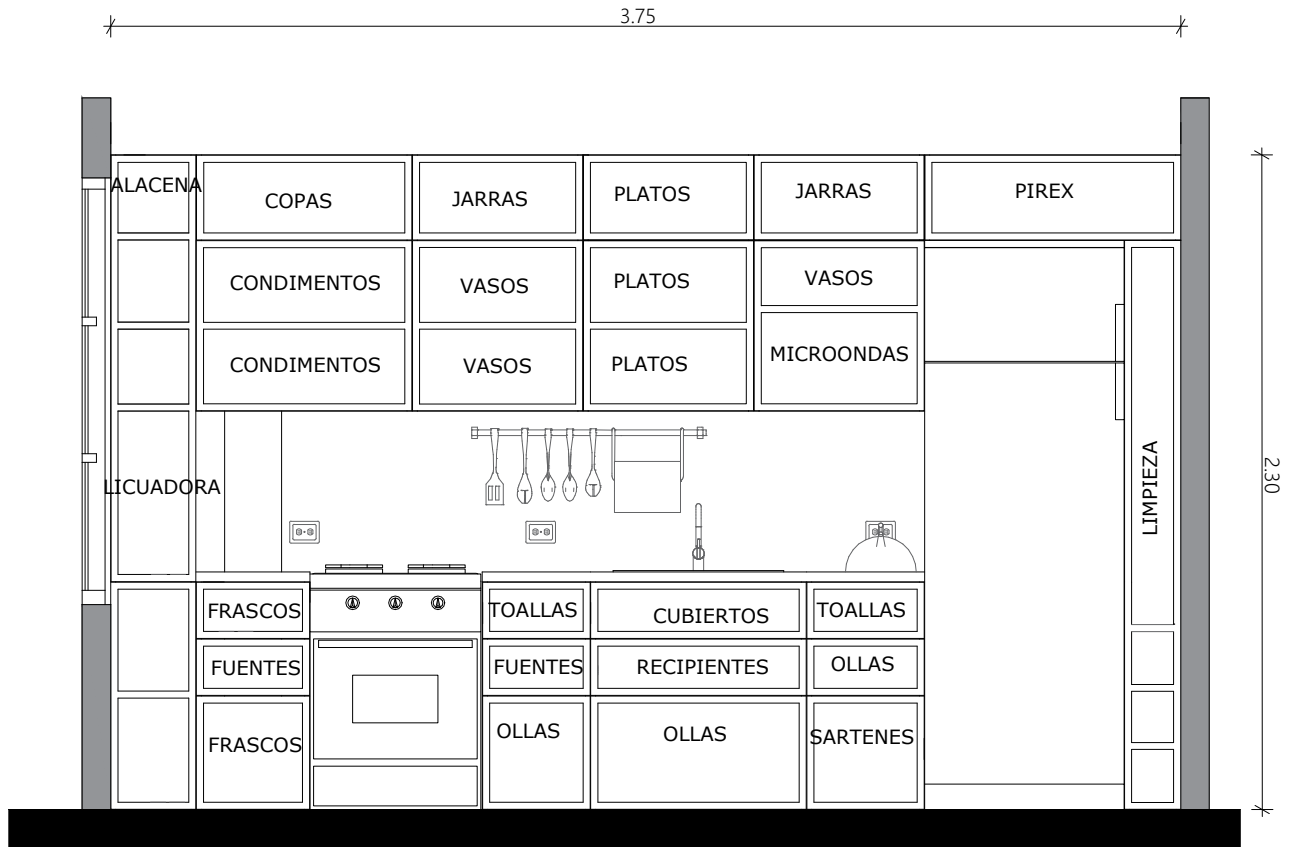 3.75
ALACENA
COPAS
JARRAS
PLATOS
JARRAS
PIREX
CONDIMENTOS
VASOS
PLATOS
VASOS
CONDIMENTOS
VASOS
PLATOS
MICROONDAS
LICUADORA
LIMPIEZA
2.30
FRASCOS
TOALLAS
CUBIERTOS
TOALLAS
FUENTES
FUENTES
RECIPIENTES
OLLAS
FRASCOS
OLLAS
OLLAS
SARTENES